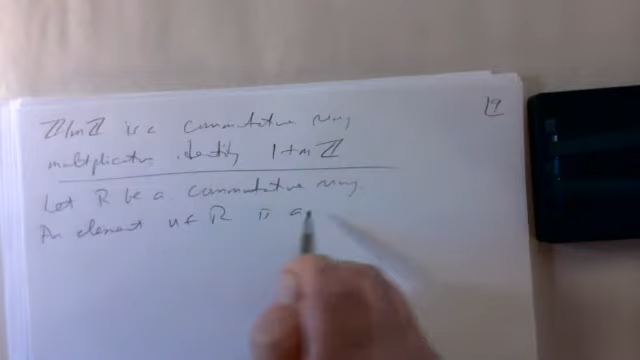 ℤ/mℤ is a commutative ring
multiplicative identity 1+mℤ
Let R be a commutative ring.
An element u ∈ R is a
19